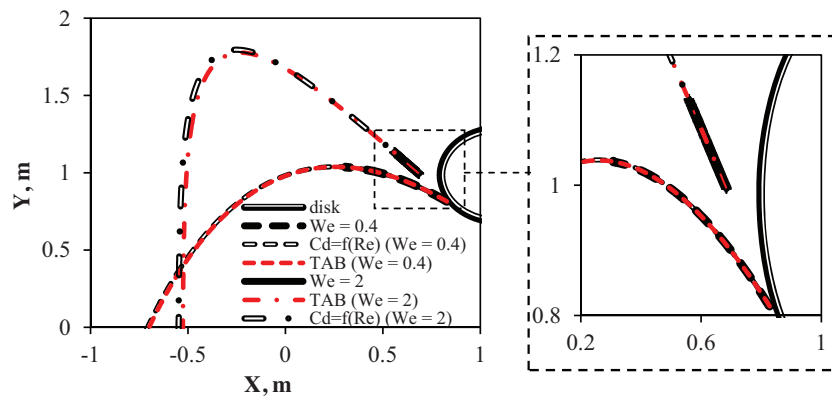 2
1.5
1
0.5
0
Y, m
-1
-0.5
0
0.5
1
X, m
disk
We = 0.4
Cd=f(Re) (We = 0.4)
TAB (We = 0.4)
We = 2
TAB (We = 2)
Cd=f(Re) (We = 2)
1.2
1
0.8
0.2
0.6
1